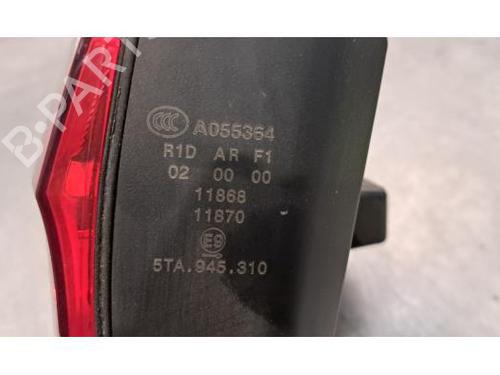 B-PARTS
CCC A055364
R1D AR F1
02 00 00
11868
11870
E9
5TA.945.310